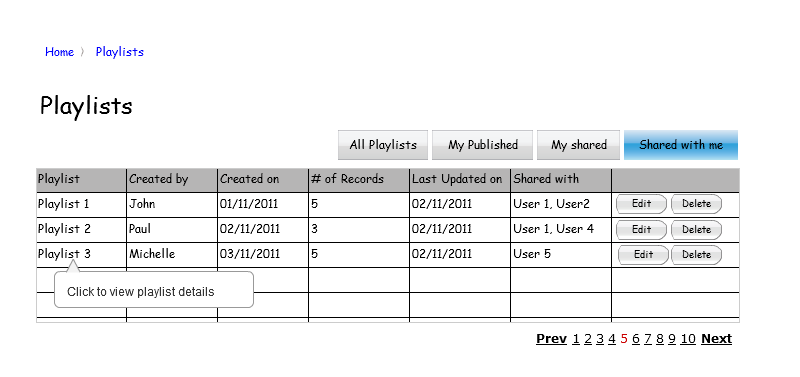 Home 〉 Playlists
Playlists
All Playlists My Published My shared Shared with me
Playlist Created by Created on # of Records Last Updated on Shared with
Playlist 1 John 01/11/2011 5 02/11/2011 User 1, User2 Edit Delete
Playlist 2 Paul 02/11/2011 3 02/11/2011 User 1, User 4 Edit Delete
Playlist 3 Michelle 03/11/2011 5 02/11/2011 User 5 Edit Delete
Click to view playlist details
Prev 1 2 3 4 5 6 7 8 9 10 Next